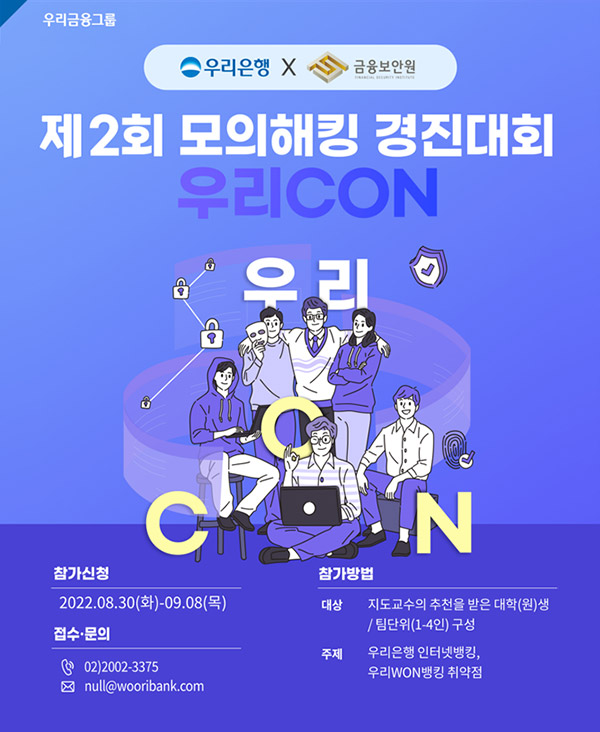 우리금융그룹
우리은행 X 금융보안원
FINANCIAL SECURITY INSTITUTE
제2회 모의해킹 경진대회
우리CON
우 리
C O N
참가신청
2022.08.30(화)-09.08(목)
접수·문의
02)2002-3375
null@wooribank.com
참가방법
대상 지도교수의 추천을 받은 대학(원)생
/ 팀단위(1-4인) 구성
주제 우리은행 인터넷뱅킹,
우리WON뱅킹 취약점